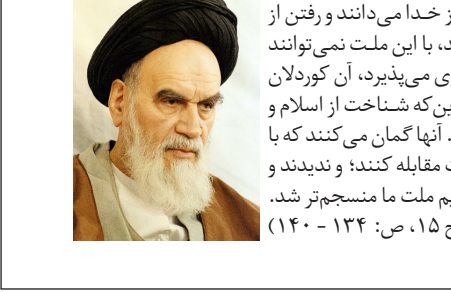 ز خدا می‌دانند و رفتن از
د، با این ملت نمی‌توانند
ی می‌پذیرد، آن کوردلان
ین‌که شناخت از اسلام و
. آنها گمان می‌کنند که با
ت مقابله کنند؛ و ندیدند و
یم ملت ما منسجم‌تر شد.
ج ۱۵، ص: ۱۳۴ - ۱۴۰)